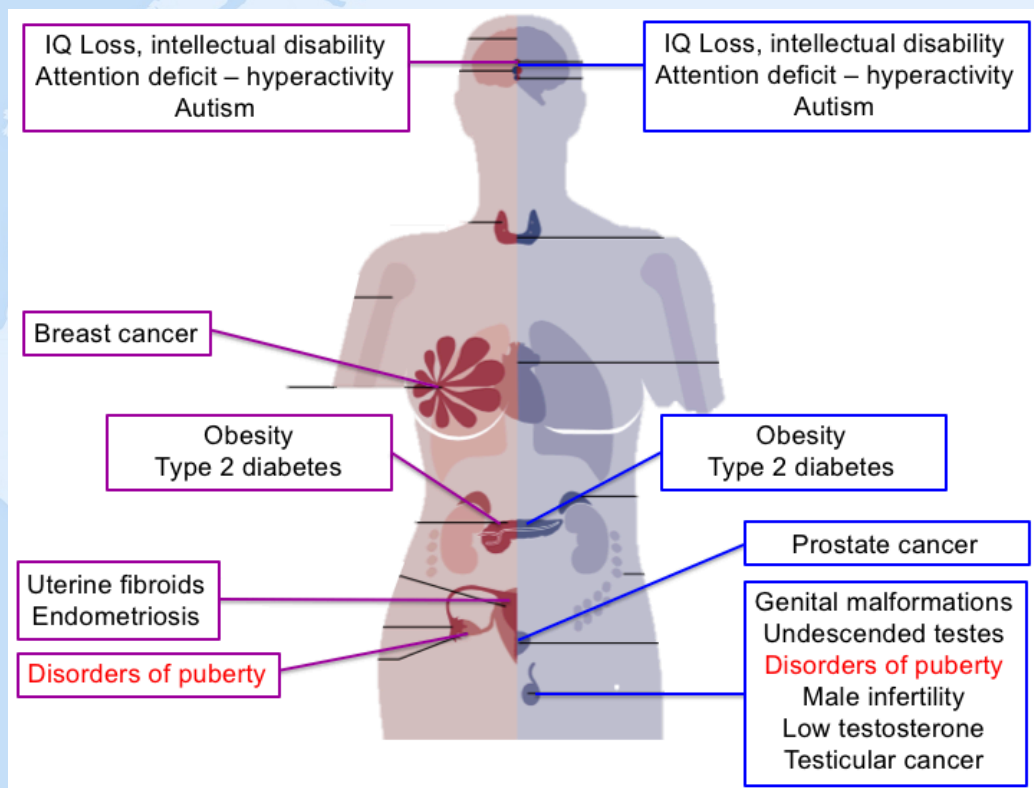 IQ Loss, intellectual disability
Attention deficit – hyperactivity
Autism
IQ Loss, intellectual disability
Attention deficit – hyperactivity
Autism
Breast cancer
Obesity
Type 2 diabetes
Obesity
Type 2 diabetes
Prostate cancer
Uterine fibroids
Endometriosis
Disorders of puberty
Genital malformations
Undescended testes
Disorders of puberty
Male infertility
Low testosterone
Testicular cancer